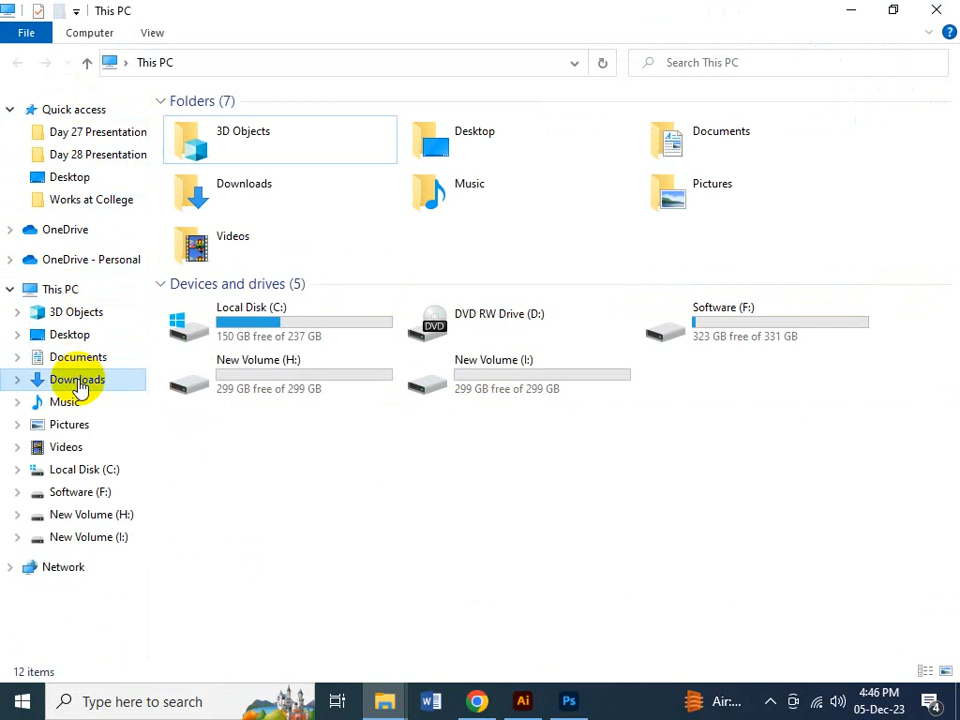 This PC
File
Computer
View
This PC
Search This PC
Quick access
Day 27 Presentation
Day 28 Presentation
Desktop
Works at College
OneDrive
OneDrive - Personal
This PC
3D Objects
Desktop
Documents
Downloads
Music
Pictures
Videos
Local Disk (C:)
Software (F:)
New Volume (H:)
New Volume (I:)
Network
Folders (7)
3D Objects
Desktop
Documents
Downloads
Music
Pictures
Videos
Devices and drives (5)
Local Disk (C:)
150 GB free of 237 GB
DVD RW Drive (D:)
DVD
Software (F:)
323 GB free of 331 GB
New Volume (H:)
299 GB free of 299 GB
New Volume (I:)
299 GB free of 299 GB
12 items
Type here to search
W
Ai
Ps
Air:...
4:46 PM
05-Dec-23
4